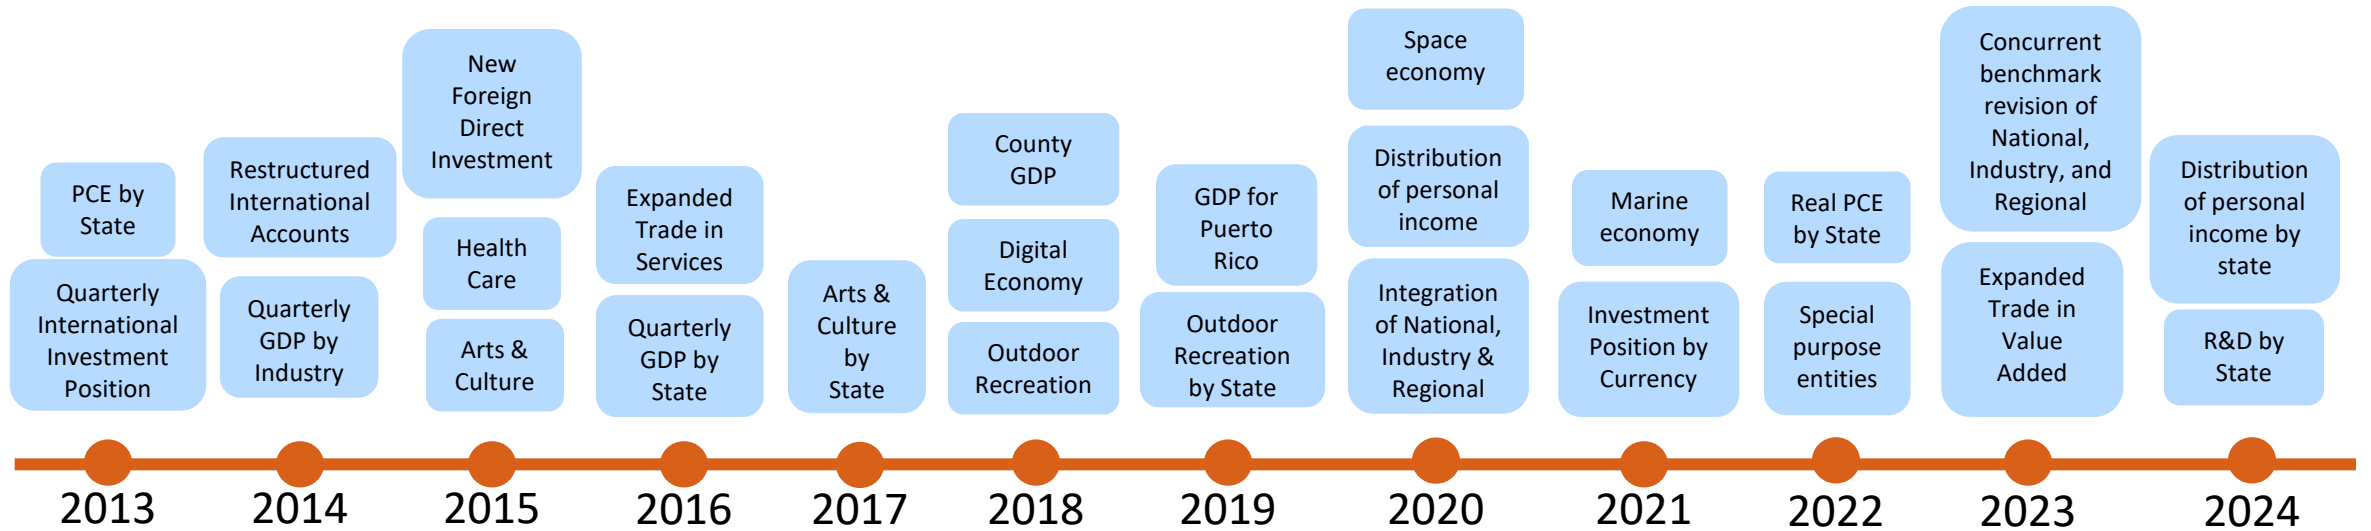 PCE by
State
Quarterly
International
Investment
Position
Restructured
International
Accounts
Quarterly
GDP by
Industry
New
Foreign
Direct
Investment
Health
Care
Arts &
Culture
Expanded
Trade in
Services
Quarterly
GDP by
State
Arts &
Culture
by
State
County
GDP
Digital
Economy
Outdoor
Recreation
GDP for
Puerto
Rico
Outdoor
Recreation
by State
Space
economy
Distribution
of personal
income
Integration
of National,
Industry &
Regional
Marine
economy
Investment
Position by
Currency
Real PCE
by State
Special
purpose
entities
Concurrent
benchmark
revision of
National,
Industry, and
Regional
Expanded
Trade in
Value
Added
Distribution
of personal
income by
state
R&D by
State
2013 2014 2015 2016 2017 2018 2019 2020 2021 2022 2023 2024